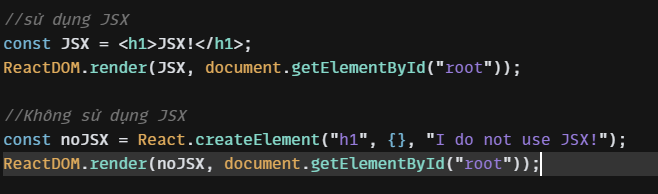 //sử dụng JSX
const JSX = <h1>JSX!</h1>;
ReactDOM.render(JSX, document.getElementById("root"));
//Không sử dụng JSX
const noJSX = React.createElement("h1", {}, "I do not use JSX!");
ReactDOM.render(noJSX, document.getElementById("root"));